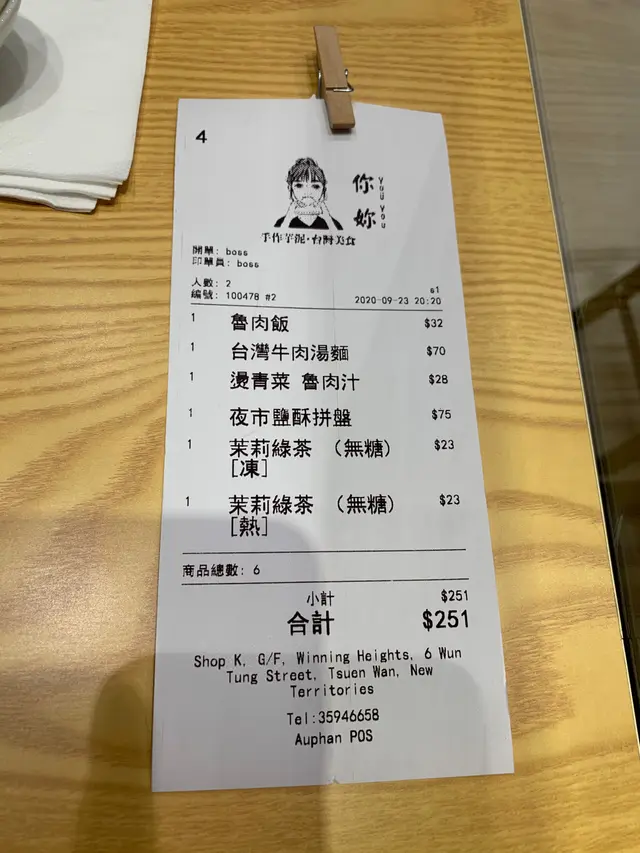 4
你妳
you you
手作芋泥·台灣美食
開單: boss
印單員: boss
人數: 2
s1
編號: 100478 #2 2020-09-23 20:20
1 魯肉飯 $32
1 台灣牛肉湯麵 $70
1 燙青菜 魯肉汁 $28
1 夜市鹽酥拼盤 $75
1 茉莉綠茶 (無糖) $23
[凍]
1 茉莉綠茶 (無糖) $23
[熱]
商品總數: 6
小計 $251
合計 $251
Shop K, G/F, Winning Heights, 6 Wun
Tung Street, Tsuen Wan, New
Territories
Tel:35946658
Auphan POS